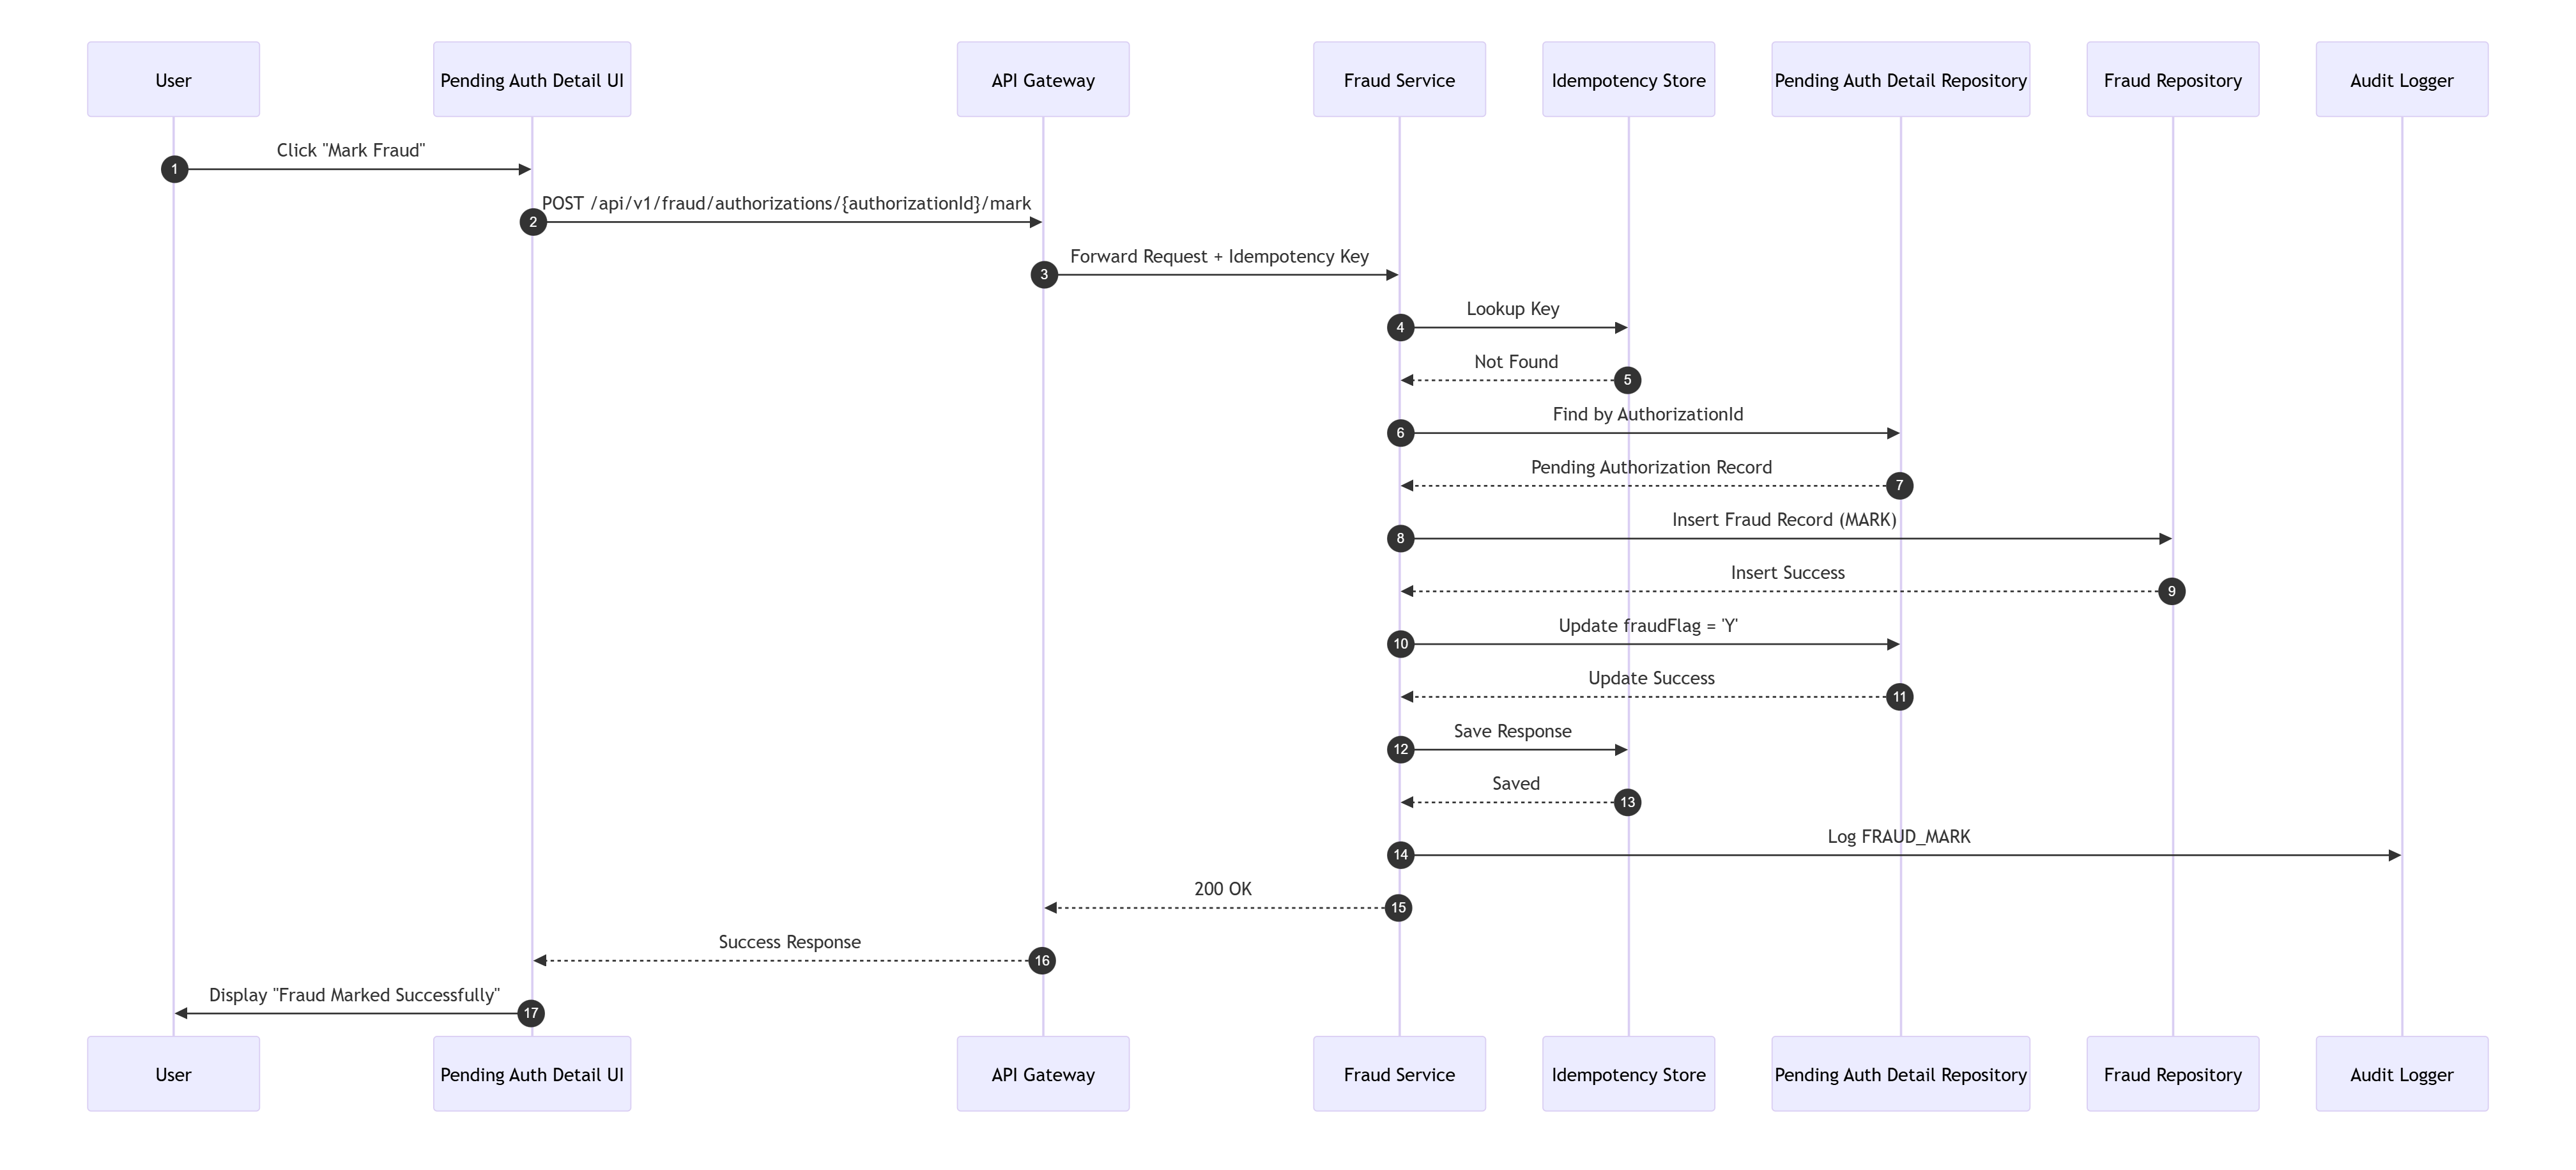 User
Pending Auth Detail UI
API Gateway
Fraud Service
Idempotency Store
Pending Auth Detail Repository
Fraud Repository
Audit Logger
Click "Mark Fraud"
1
POST /api/v1/fraud/authorizations/{authorizationId}/mark
2
Forward Request + Idempotency Key
3
Lookup Key
4
Not Found
5
Find by AuthorizationId
6
Pending Authorization Record
7
Insert Fraud Record (MARK)
8
Insert Success
9
Update fraudFlag = 'Y'
10
Update Success
11
Save Response
12
Saved
13
Log FRAUD_MARK
14
200 OK
15
Success Response
16
Display "Fraud Marked Successfully"
17
User
Pending Auth Detail UI
API Gateway
Fraud Service
Idempotency Store
Pending Auth Detail Repository
Fraud Repository
Audit Logger